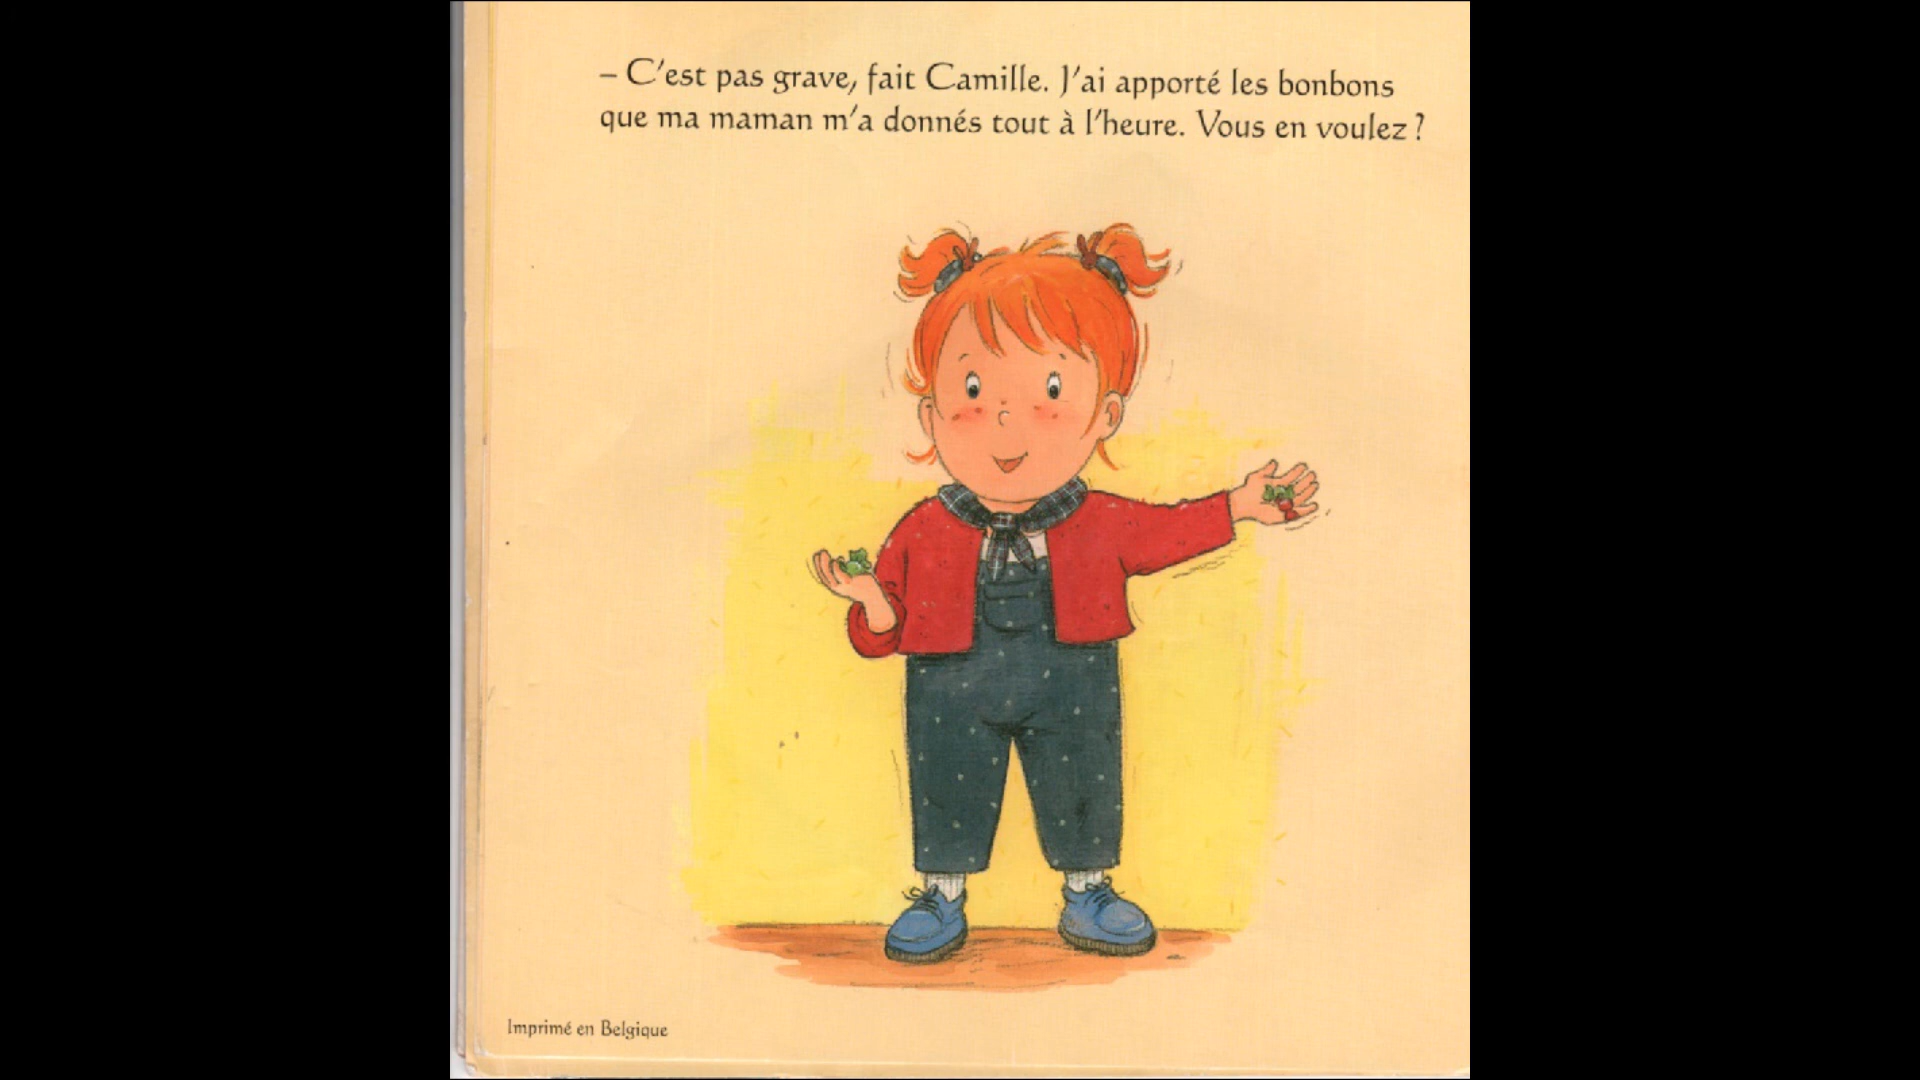 – C'est pas grave, fait Camille. J'ai apporté les bonbons
que ma maman m'a donnés tout à l'heure. Vous en voulez ?
Imprimé en Belgique